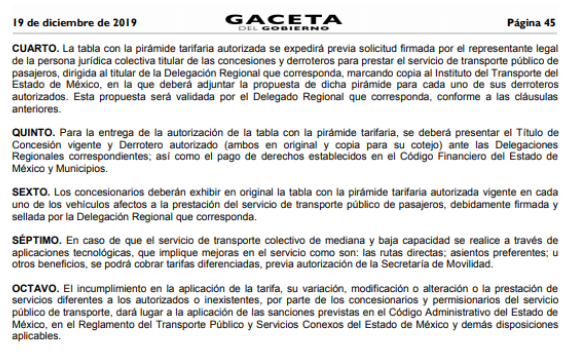 19 de diciembre de 2019
GACETA
DEL GOBIERNO
Página 45
CUARTO. La tabla con la pirámide tarifaria autorizada se expedirá previa solicitud firmada por el representante legal
de la persona jurídica colectiva titular de las concesiones y derroteros para prestar el servicio de transporte público de
pasajeros, dirigida al titular de la Delegación Regional que corresponda, marcando copia al Instituto del Transporte del
Estado de México, en la que deberá adjuntar la propuesta de dicha pirámide para cada uno de sus derroteros
autorizados. Esta propuesta será validada por el Delegado Regional que corresponda, conforme a las cláusulas
anteriores.
QUINTO. Para la entrega de la autorización de la tabla con la pirámide tarifaria, se deberá presentar el Título de
Concesión vigente y Derrotero autorizado (ambos en original y copia para su cotejo) ante las Delegaciones
Regionales correspondientes; así como el pago de derechos establecidos en el Código Financiero del Estado de
México y Municipios.
SEXTO. Los concesionarios deberán exhibir en original la tabla con la pirámide tarifaria autorizada vigente en cada
uno de los vehículos afectos a la prestación del servicio de transporte público de pasajeros, debidamente firmada y
sellada por la Delegación Regional que corresponda.
SÉPTIMO. En caso de que el servicio de transporte colectivo de mediana y baja capacidad se realice a través de
aplicaciones tecnológicas, que implique mejoras en el servicio como son: las rutas directas; asientos preferentes; u
otros beneficios, se podrá cobrar tarifas diferenciadas, previa autorización de la Secretaría de Movilidad.
OCTAVO. El incumplimiento en la aplicación de la tarifa, su variación, modificación o alteración o la prestación de
servicios diferentes a los autorizados o inexistentes, por parte de los concesionarios y permisionarios del servicio
público de transporte, dará lugar a la aplicación de las sanciones previstas en el Código Administrativo del Estado de
México, en el Reglamento del Transporte Público y Servicios Conexos del Estado de México y demás disposiciones
aplicables.